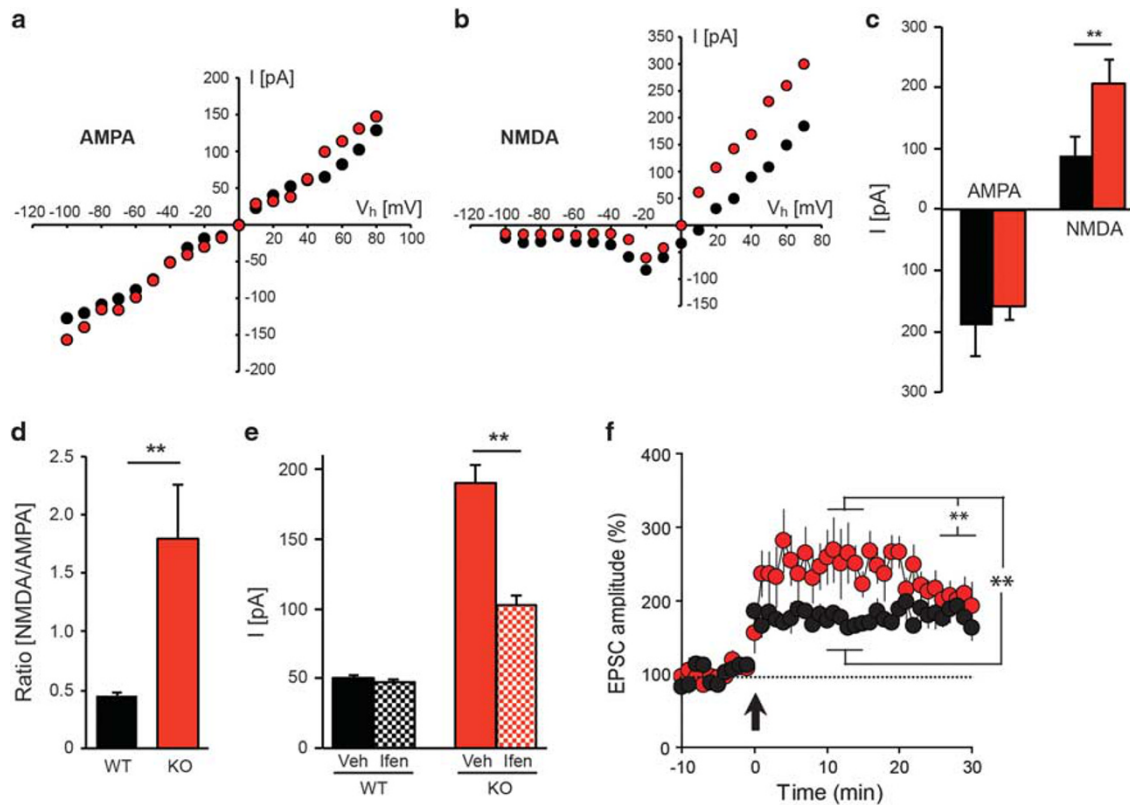 a
I [pA]
200
150
100
50
AMPA
-120 -100 -80 -60 -40 -20
Vh [mV]
20 40 60 80 100
-50
-100
-150
-200
b
I [pA]
350
300
250
200
150
100
50
NMDA
-120 -100 -80 -60 -40 -20
Vh [mV]
20 40 60 80
-50
-100
-150
c
**
300
200
100
0
100
200
300
I [pA]
AMPA
NMDA
d
**
2.5
2.0
1.5
1.0
0.5
0
Ratio [NMDA/AMPA]
WT KO
e
**
200
150
100
50
0
I [pA]
Veh Ifen Veh Ifen
WT KO
f
400
300
200
100
0
EPSC amplitude (%)
**
**
-10 0 10 20 30
Time (min)